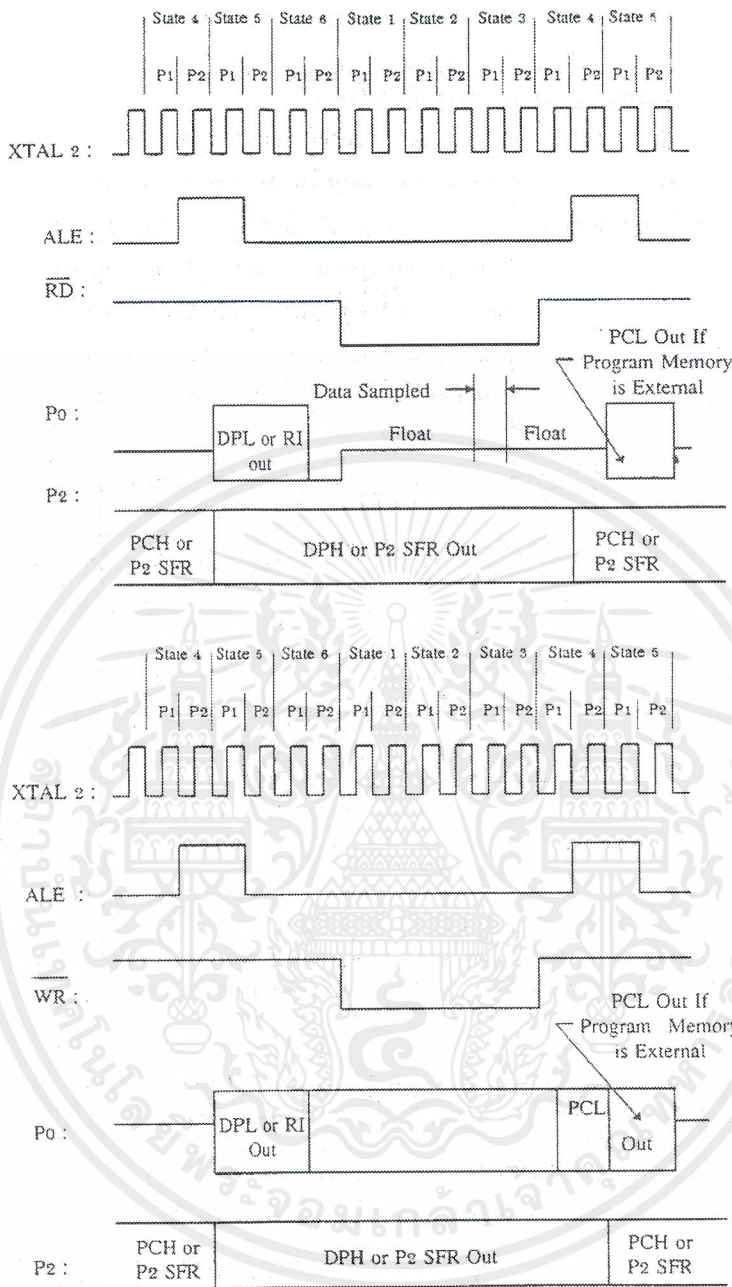 State 4 State 5 State 6 State 1 State 2 State 3 State 4 State 5
P1 P2 P1 P2 P1 P2 P1 P2 P1 P2 P1 P2 P1 P2 P1 P2
XTAL 2 :
ALE :
RD :
PCL Out If
Program Memory
is External
Data Sampled
Po :
DPL or RI
out
Float
Float
P2 :
PCH or
P2 SFR
DPH or P2 SFR Out
PCH or
P2 SFR
State 4 State 5 State 6 State 1 State 2 State 3 State 4 State 5
P1 P2 P1 P2 P1 P2 P1 P2 P1 P2 P1 P2 P1 P2 P1 P2
XTAL 2 :
ALE :
WR :
PCL Out If
Program Memory
is External
Po :
DPL or RI
Out
PCL
Out
P2 :
PCH or
P2 SFR
DPH or P2 SFR Out
PCH or
P2 SFR